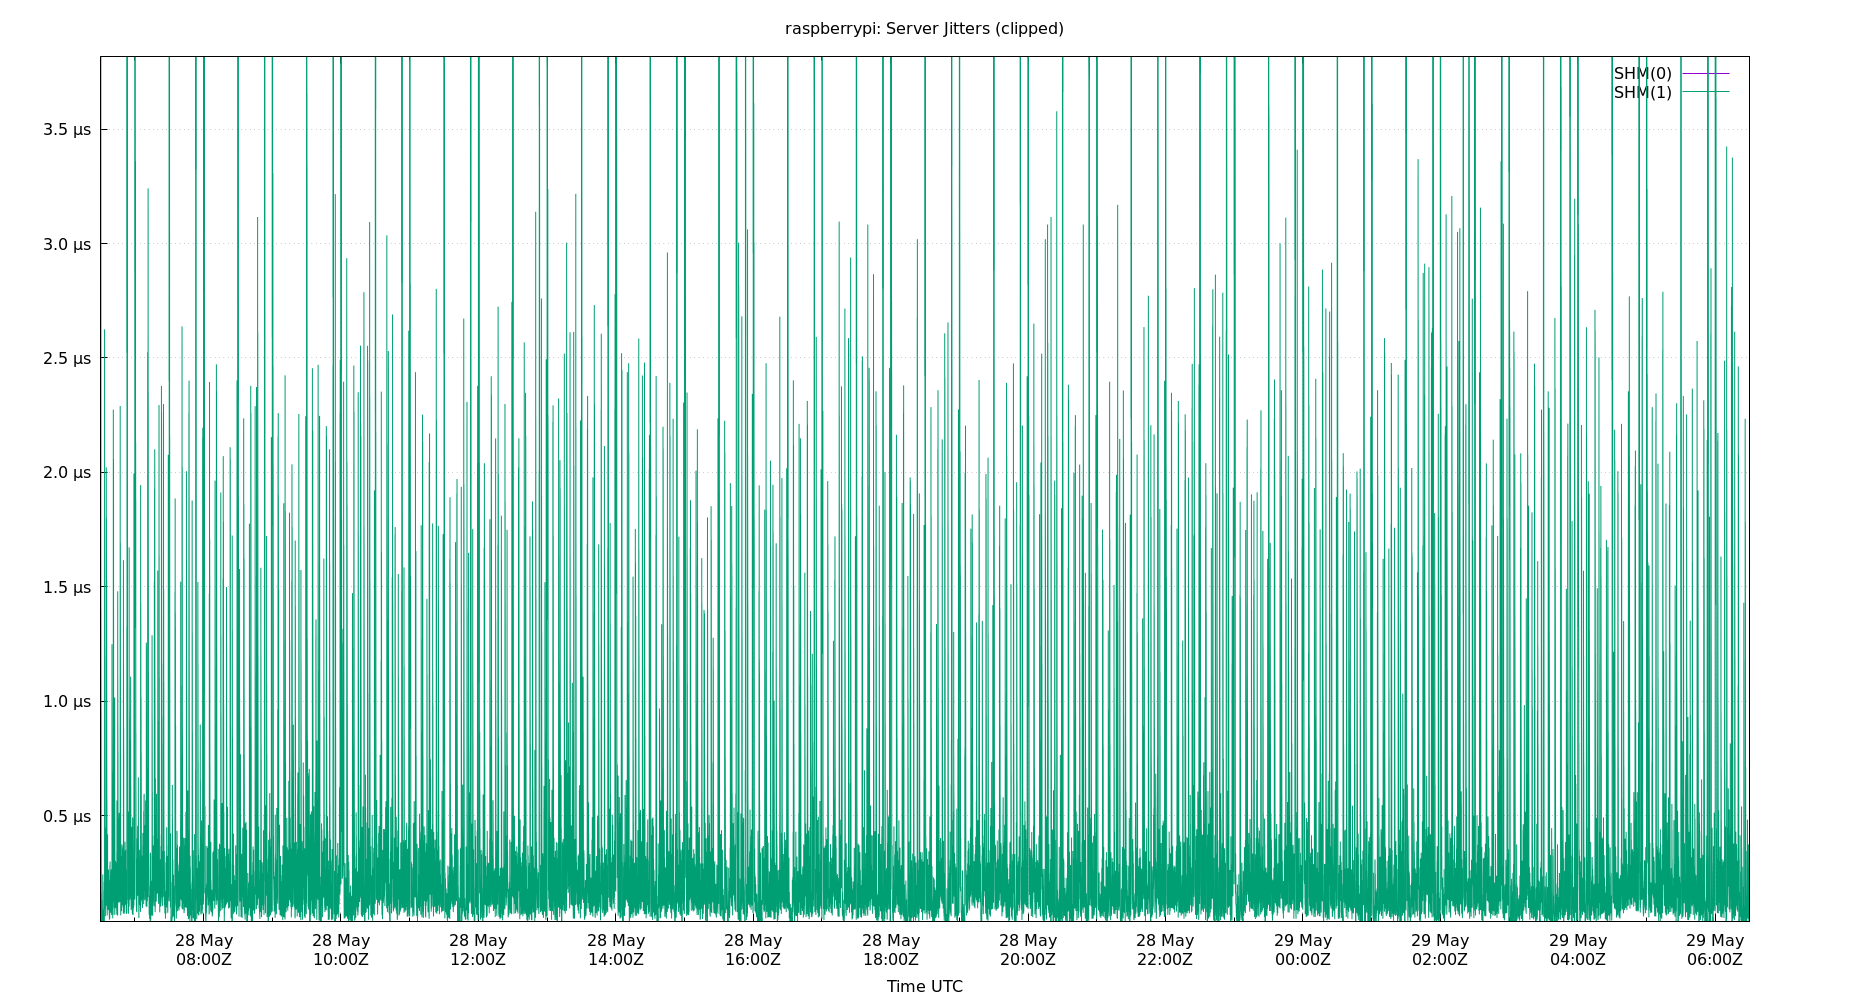 raspberrypi: Server Jitters (clipped)
SHM(0)
SHM(1)
3.5 µs
3.0 µs
2.5 µs
2.0 µs
1.5 µs
1.0 µs
0.5 µs
28 May 28 May 28 May 28 May 28 May 28 May 28 May 28 May 29 May 29 May 29 May 29 May
08:00Z 10:00Z 12:00Z 14:00Z 16:00Z 18:00Z 20:00Z 22:00Z 00:00Z 02:00Z 04:00Z 06:00Z
Time UTC